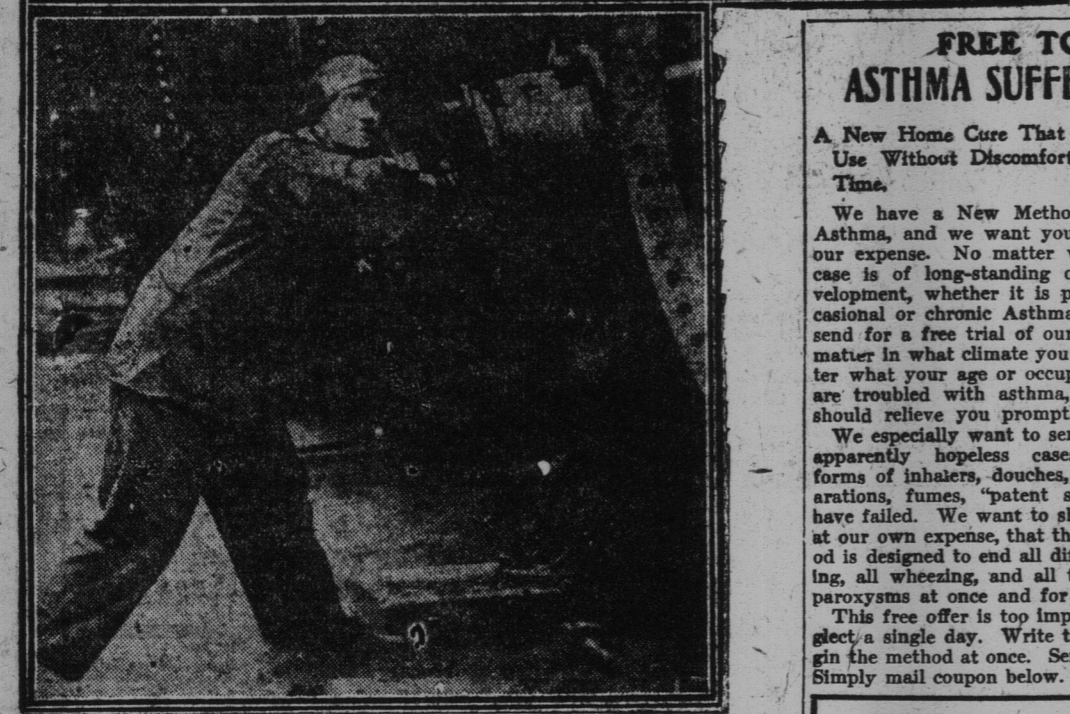 FREE TO
ASTHMA SUFFE
A New Home Cure That
Use Without Discomfort
Time.
We have a New Metho
Asthma, and we want you
our expense. No matter
case is of long-standing
velopment, whether it is p
casional or chronic Asthma
send for a free trial of our
matter in what climate you
ter what your age or occup
are troubled with asthma,
should relieve you prompt
We especially want to se
apparently hopeless case
forms of inhalers, douches,
arations, fumes, “patent s
have failed. We want to s
at our own expense, that th
od is designed to end all di
ing, all wheezing, and all t
paroxysms at once and for
This free offer is too imp
glect a single day. Write t
gin the method at once. Se
Simply mail coupon below.